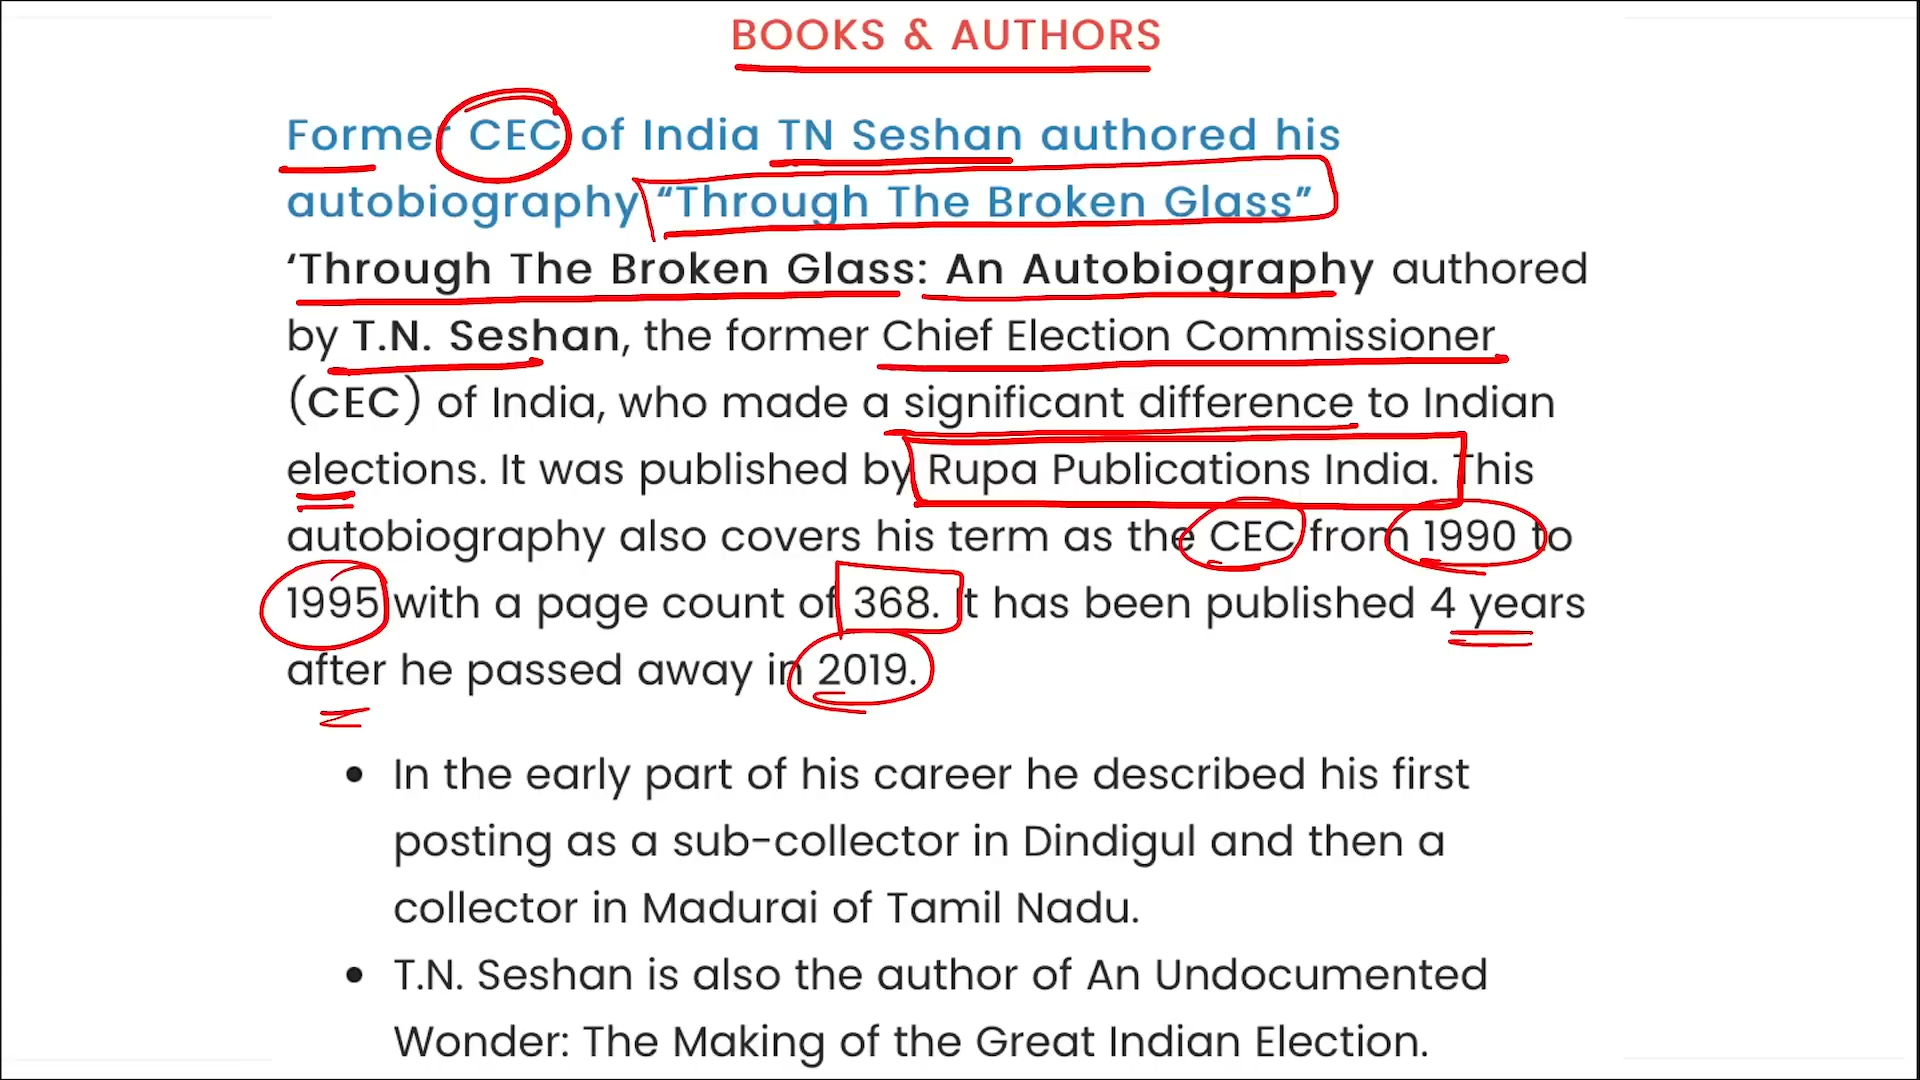 BOOKS & AUTHORS
Former CEC of India TN Seshan authored his
autobiography “Through The Broken Glass”
‘Through The Broken Glass: An Autobiography authored
by T.N. Seshan, the former Chief Election Commissioner
(CEC) of India, who made a significant difference to Indian
elections. It was published by Rupa Publications India. This
autobiography also covers his term as the CEC from 1990 to
1995 with a page count of 368. It has been published 4 years
after he passed away in 2019.
• In the early part of his career he described his first
posting as a sub-collector in Dindigul and then a
collector in Madurai of Tamil Nadu.
• T.N. Seshan is also the author of An Undocumented
Wonder: The Making of the Great Indian Election.